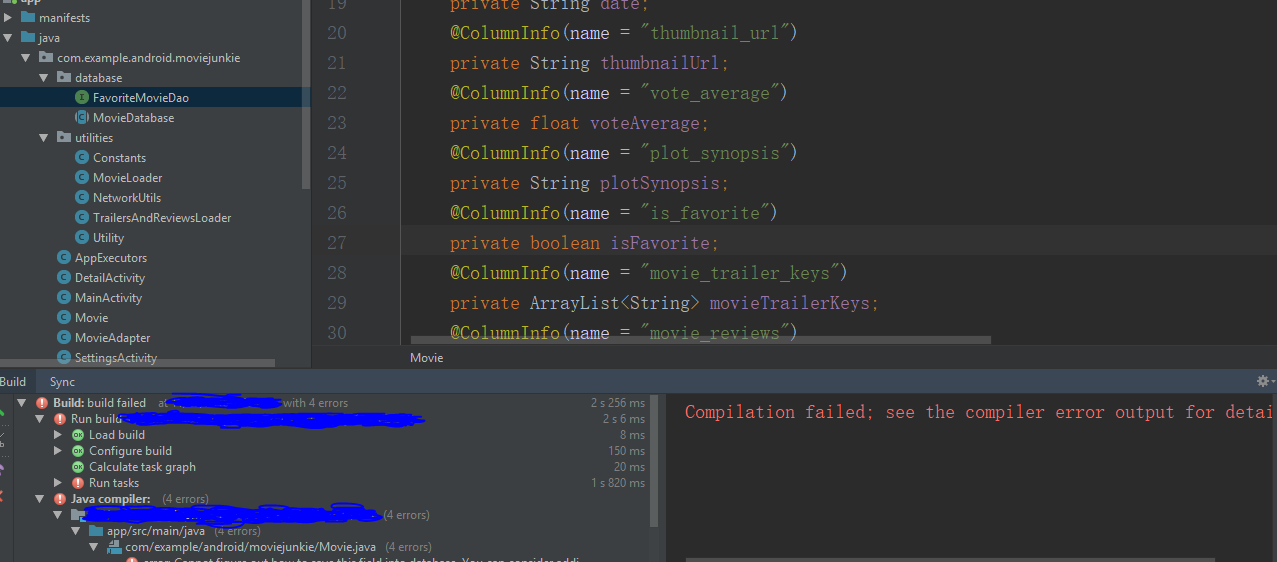 app
manifests
java
com.example.android.moviejunkie
database
FavoriteMovieDao
MovieDatabase
utilities
Constants
MovieLoader
NetworkUtils
TrailersAndReviewsLoader
Utility
AppExecutors
DetailActivity
MainActivity
Movie
MovieAdapter
SettingsActivity
19 private String date;
20 @ColumnInfo(name = "thumbnail_url")
21 private String thumbnailUrl;
22 @ColumnInfo(name = "vote_average")
23 private float voteAverage;
24 @ColumnInfo(name = "plot_synopsis")
25 private String plotSynopsis;
26 @ColumnInfo(name = "is_favorite")
27 private boolean isFavorite;
28 @ColumnInfo(name = "movie_trailer_keys")
29 private ArrayList<String> movieTrailerKeys;
30 @ColumnInfo(name = "movie_reviews")
Movie
Build Sync
Build: build failed at with 4 errors 2 s 256 ms
Run build 2 s 6 ms
Load build 8 ms
Configure build 150 ms
Calculate task graph 20 ms
Run tasks 1 s 820 ms
Java compiler: (4 errors)
(4 errors)
app/src/main/java (4 errors)
com/example/android/moviejunkie/Movie.java (4 errors)
error: Cannot figure out how to save this field into database. You can consider addi
Compilation failed; see the compiler error output for detai